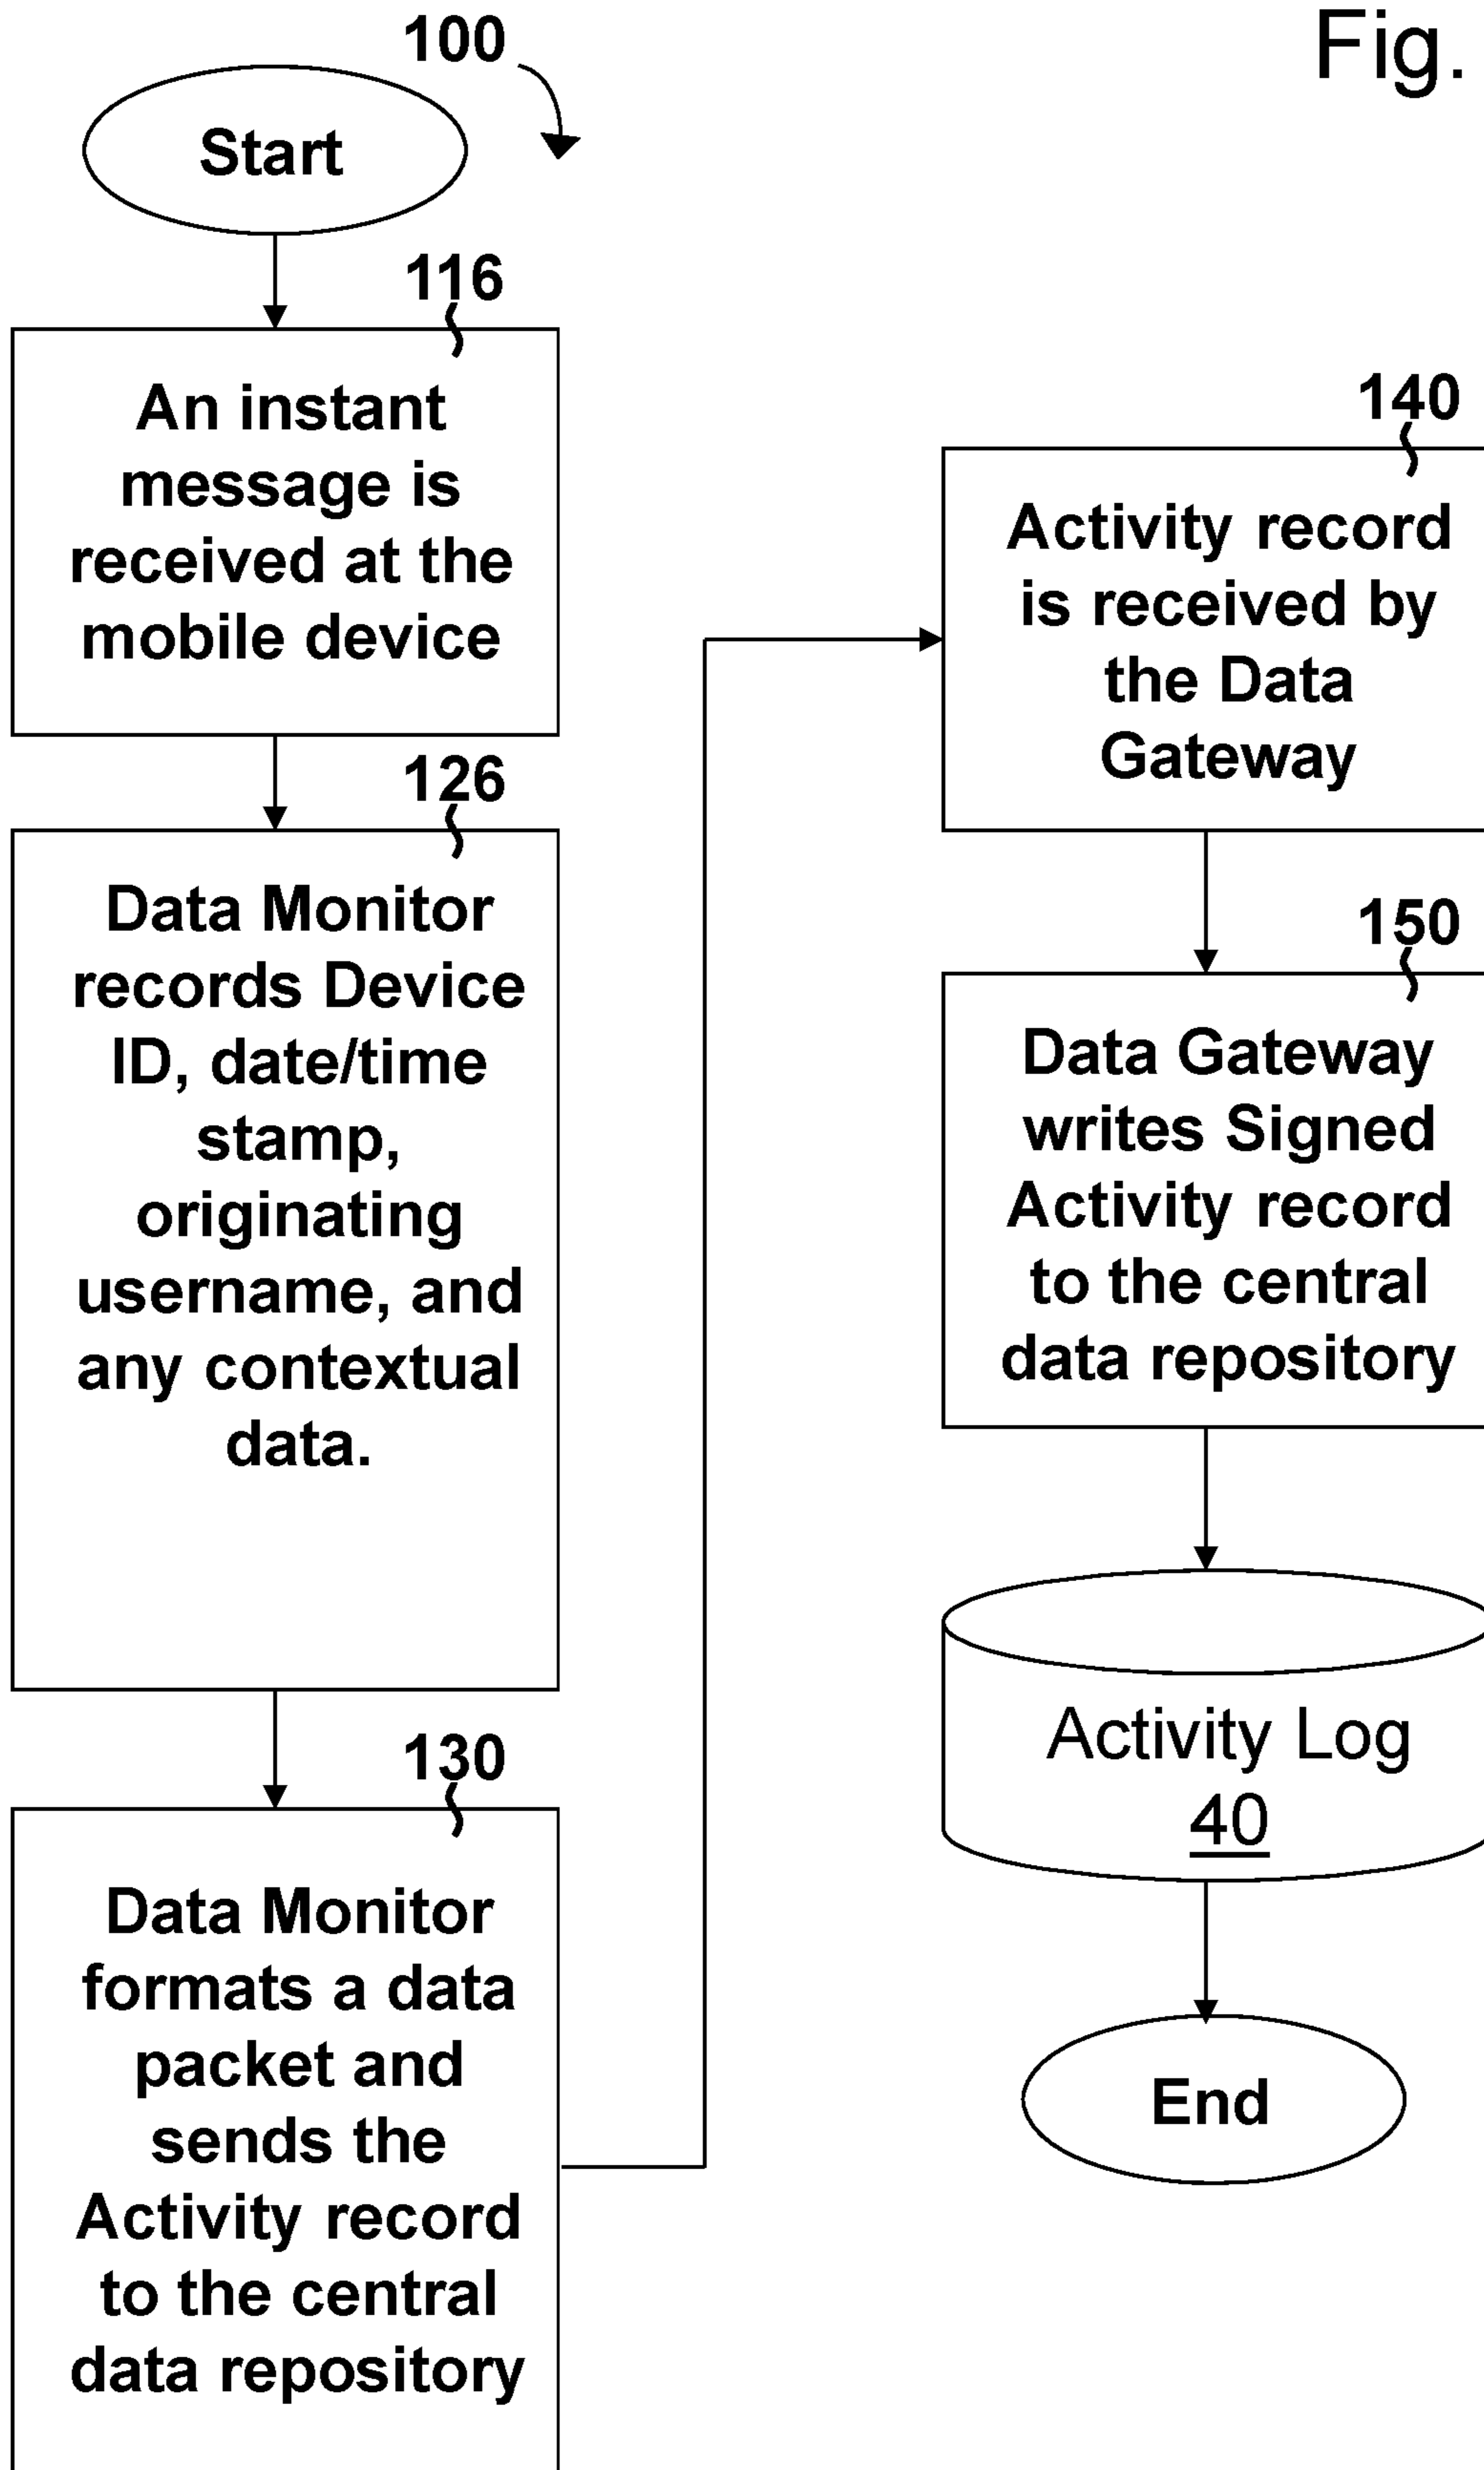 100
Fig.
Start
116
An instant
message is
received at the
mobile device
126
Data Monitor
records Device
ID, date/time
stamp,
originating
username, and
any contextual
data.
130
Data Monitor
formats a data
packet and
sends the
Activity record
to the central
data repository
140
Activity record
is received by
the Data
Gateway
150
Data Gateway
writes Signed
Activity record
to the central
data repository
Activity Log
40
End